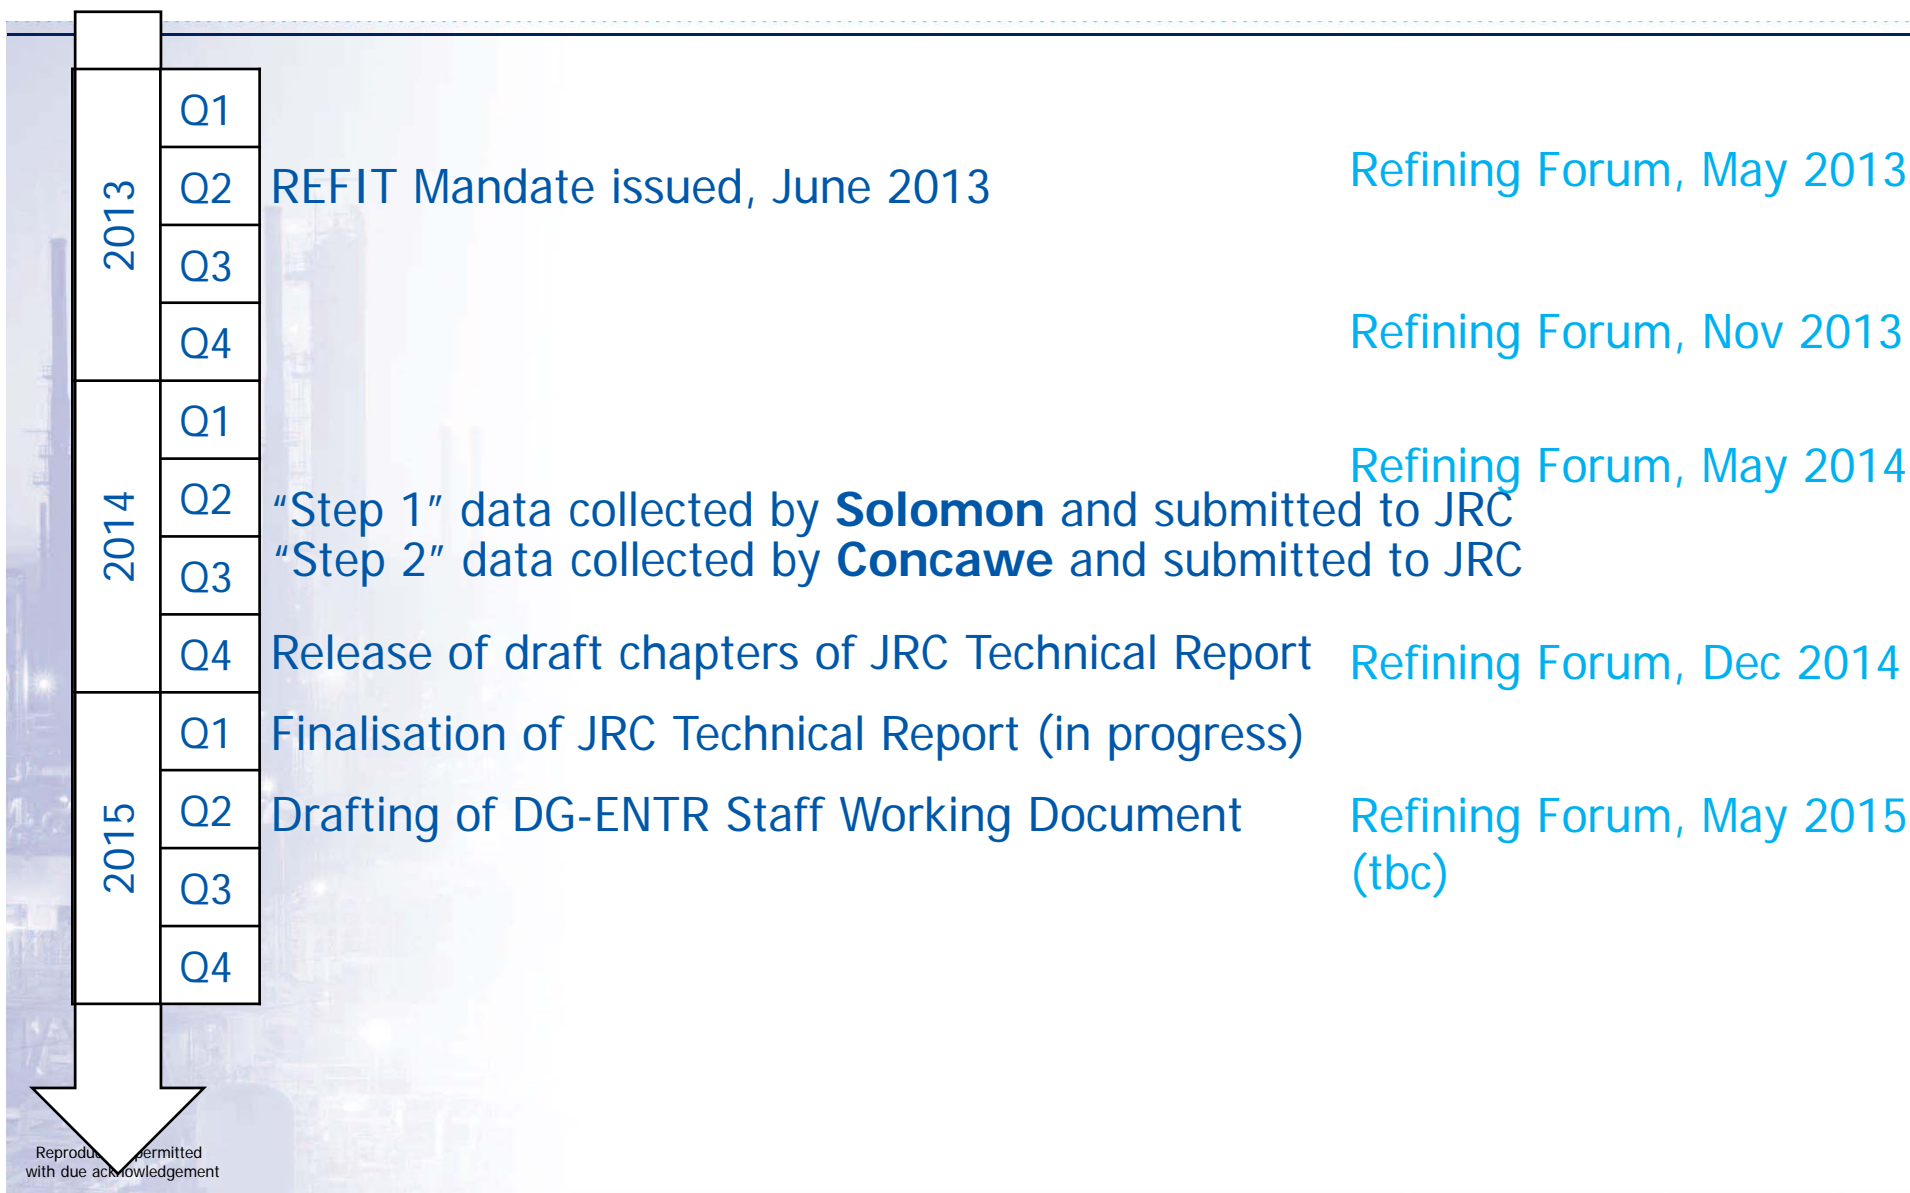 2013
Q1
Q2
REFIT Mandate issued, June 2013
Refining Forum, May 2013
Q3
Q4
Refining Forum, Nov 2013
2014
Q1
Refining Forum, May 2014
Q2
“Step 1” data collected by Solomon and submitted to JRC
“Step 2” data collected by Concawe and submitted to JRC
Q3
Q4
Release of draft chapters of JRC Technical Report
Refining Forum, Dec 2014
2015
Q1
Finalisation of JRC Technical Report (in progress)
Q2
Drafting of DG-ENTR Staff Working Document
Refining Forum, May 2015
(tbc)
Q3
Q4
permitted
with due acknowledgement